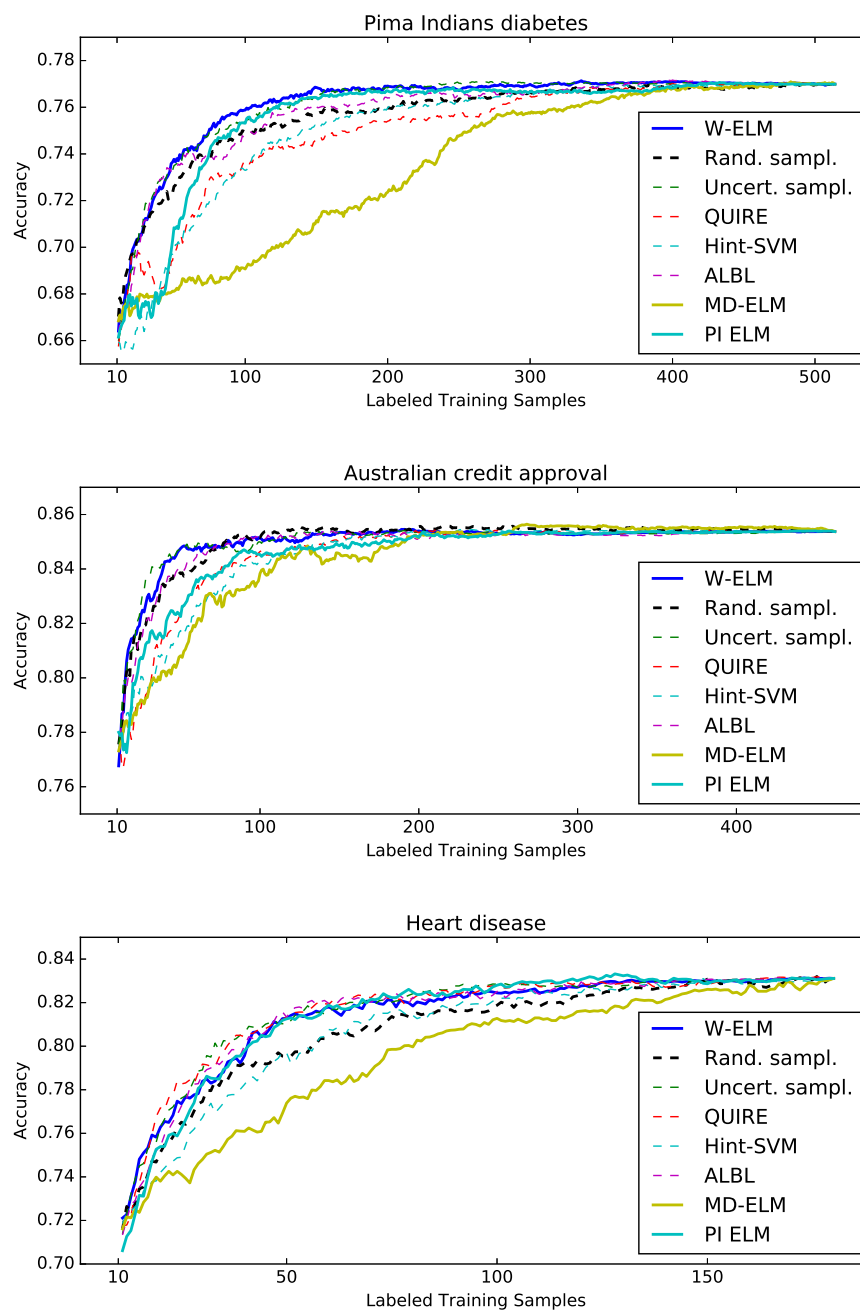 Pima Indians diabetes
0.78
0.76
0.74
0.72
0.70
0.68
0.66
Accuracy
10 100 200 300 400 500
Labeled Training Samples
W-ELM
Rand. sampl.
Uncert. sampl.
QUIRE
Hint-SVM
ALBL
MD-ELM
PI ELM
Australian credit approval
0.86
0.84
0.82
0.80
0.78
0.76
Accuracy
10 100 200 300 400
Labeled Training Samples
W-ELM
Rand. sampl.
Uncert. sampl.
QUIRE
Hint-SVM
ALBL
MD-ELM
PI ELM
Heart disease
0.84
0.82
0.80
0.78
0.76
0.74
0.72
0.70
Accuracy
10 50 100 150
Labeled Training Samples
W-ELM
Rand. sampl.
Uncert. sampl.
QUIRE
Hint-SVM
ALBL
MD-ELM
PI ELM